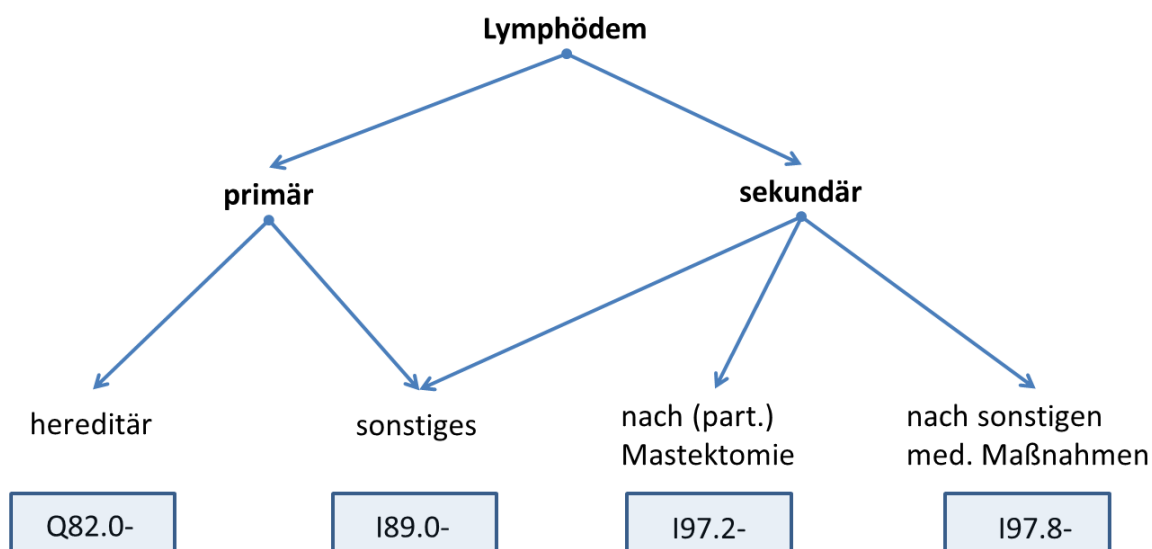 Lymphödem
primär
sekundär
hereditär
sonstiges
nach (part.)
Mastektomie
nach sonstigen
med. Maßnahmen
Q82.0-
I89.0-
I97.2-
I97.8-